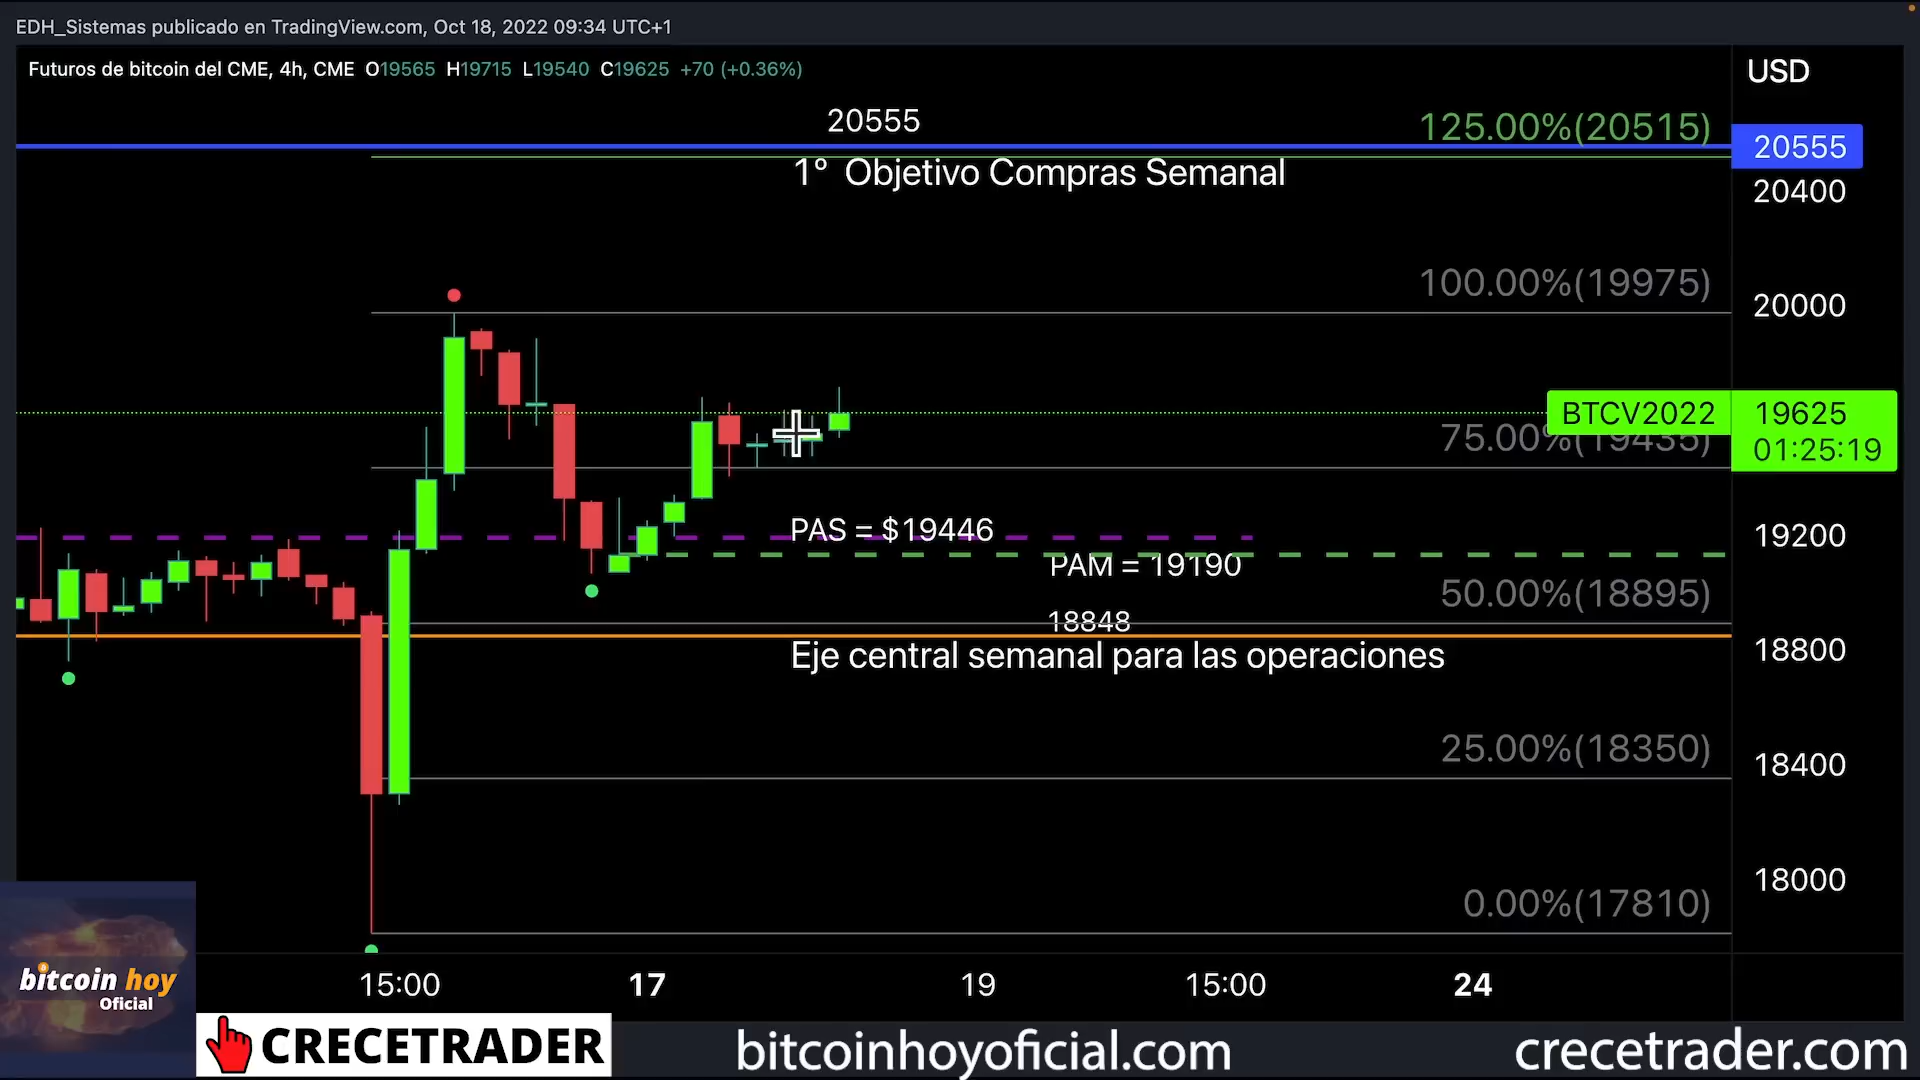 EDH_Sistemas publicado en TradingView.com, Oct 18, 2022 09:34 UTC+1
Futuros de bitcoin del CME, 4h, CME O19565 H19715 L19540 C19625 +70 (+0.36%)
USD
20555
125.00%(20515)
20555
1º Objetivo Compras Semanal
20400
100.00%(19975)
20000
BTCV2022
19625
75.00%(19435)
01:25:19
PAS = $19446
19200
PAM = 19190
50.00%(18895)
18848
Eje central semanal para las operaciones
18800
25.00%(18350)
18400
18000
0.00%(17810)
15:00
17
19
15:00
24
bitcoin hoy
Oficial
CRECETRADER
bitcoinhoyoficial.com
crecetrader.com